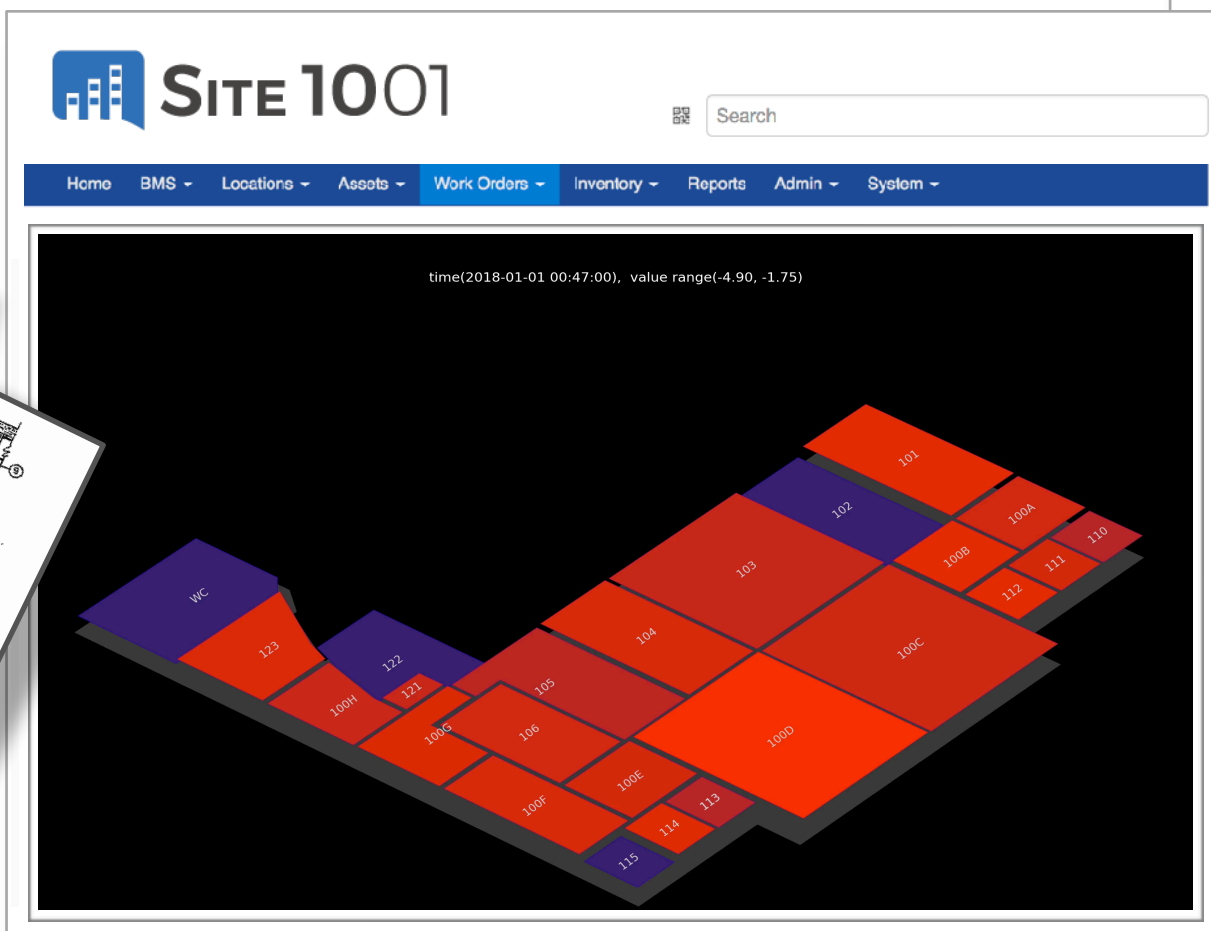 SITE 1001
Search
Home BMS Locations Assets Work Orders Inventory Reports Admin System
time(2018-01-01 00:47:00), value range(-4.90, -1.75)
101
102
100A
110
103
100B
111
112
WC
104
100C
123
122
121
105
100H
106
100G
100D
100E
100F
113
114
115
9